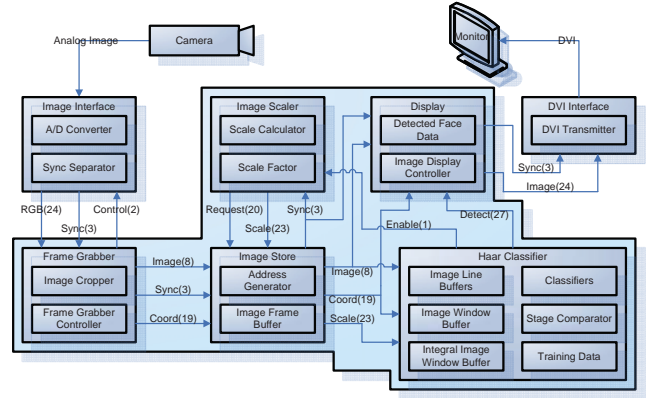 Analog Image
Camera
Monitor
DVI
Image Interface
A/D Converter
Sync Separator
Image Scaler
Scale Calculator
Scale Factor
Display
Detected Face
Data
Image Display
Controller
DVI Interface
DVI Transmitter
Sync(3)
Image(24)
RGB(24)
Control(2)
Sync(3)
Request(20)
Sync(3)
Scale(23)
Enable(1)
Detect(27)
Frame Grabber
Image Cropper
Frame Grabber
Controller
Image(8)
Sync(3)
Coord(19)
Image Store
Address
Generator
Image Frame
Buffer
Image(8)
Coord(19)
Scale(23)
Haar Classifier
Image Line
Buffers
Classifiers
Image Window
Buffer
Stage Comparator
Integral Image
Window Buffer
Training Data